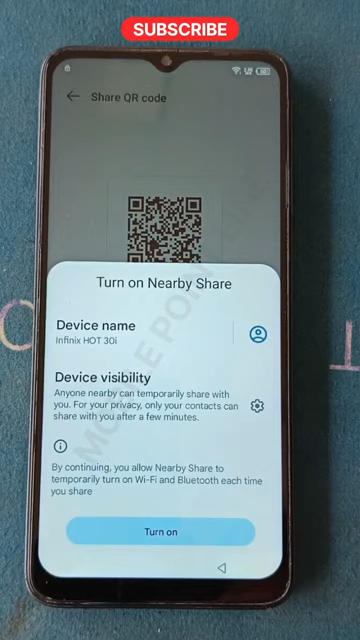 SUBSCRIBE
Share QR code
Turn on Nearby Share
Device name
Infinix HOT 30i
Device visibility
Anyone nearby can temporarily share with
you. For your privacy, only your contacts can
share with you after a few minutes.
By continuing, you allow Nearby Share to
temporarily turn on Wi-Fi and Bluetooth each time
you share
Turn on